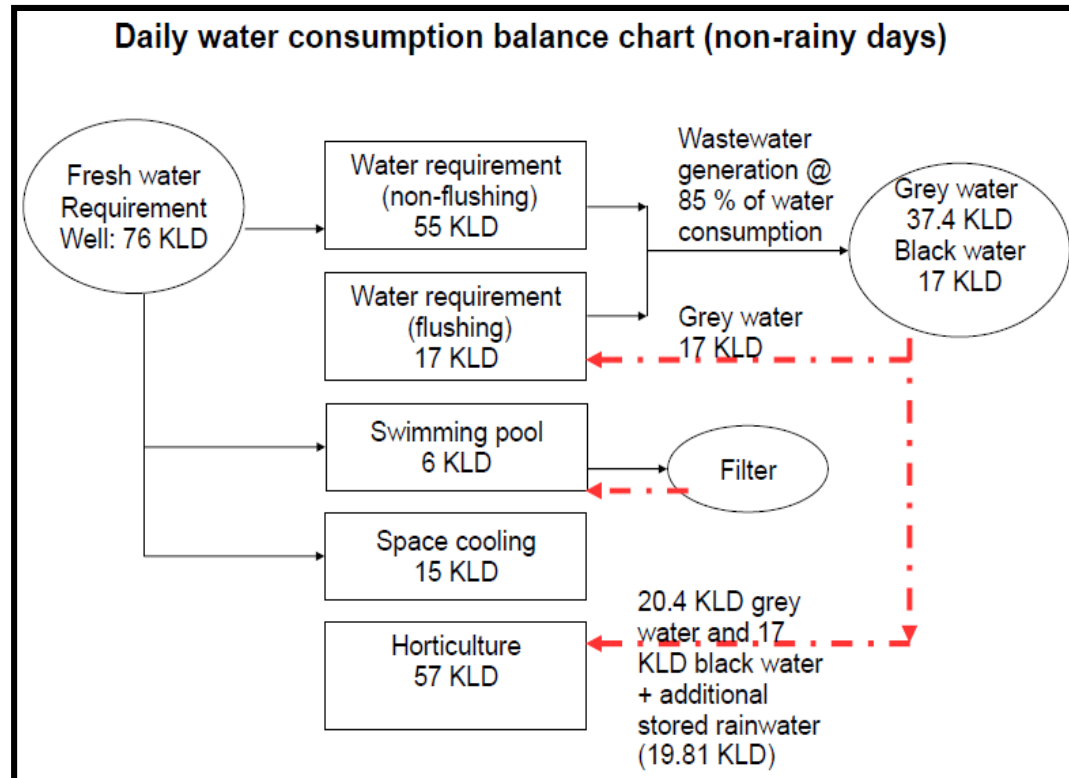 Daily water consumption balance chart (non-rainy days)
Fresh water
Requirement
Well: 76 KLD
Water requirement
(non-flushing)
55 KLD
Wastewater
generation @
85 % of water
consumption
Grey water
37.4 KLD
Black water
17 KLD
Water requirement
(flushing)
17 KLD
Grey water
17 KLD
Swimming pool
6 KLD
Filter
Space cooling
15 KLD
Horticulture
57 KLD
20.4 KLD grey
water and 17
KLD black water
+ additional
stored rainwater
(19.81 KLD)